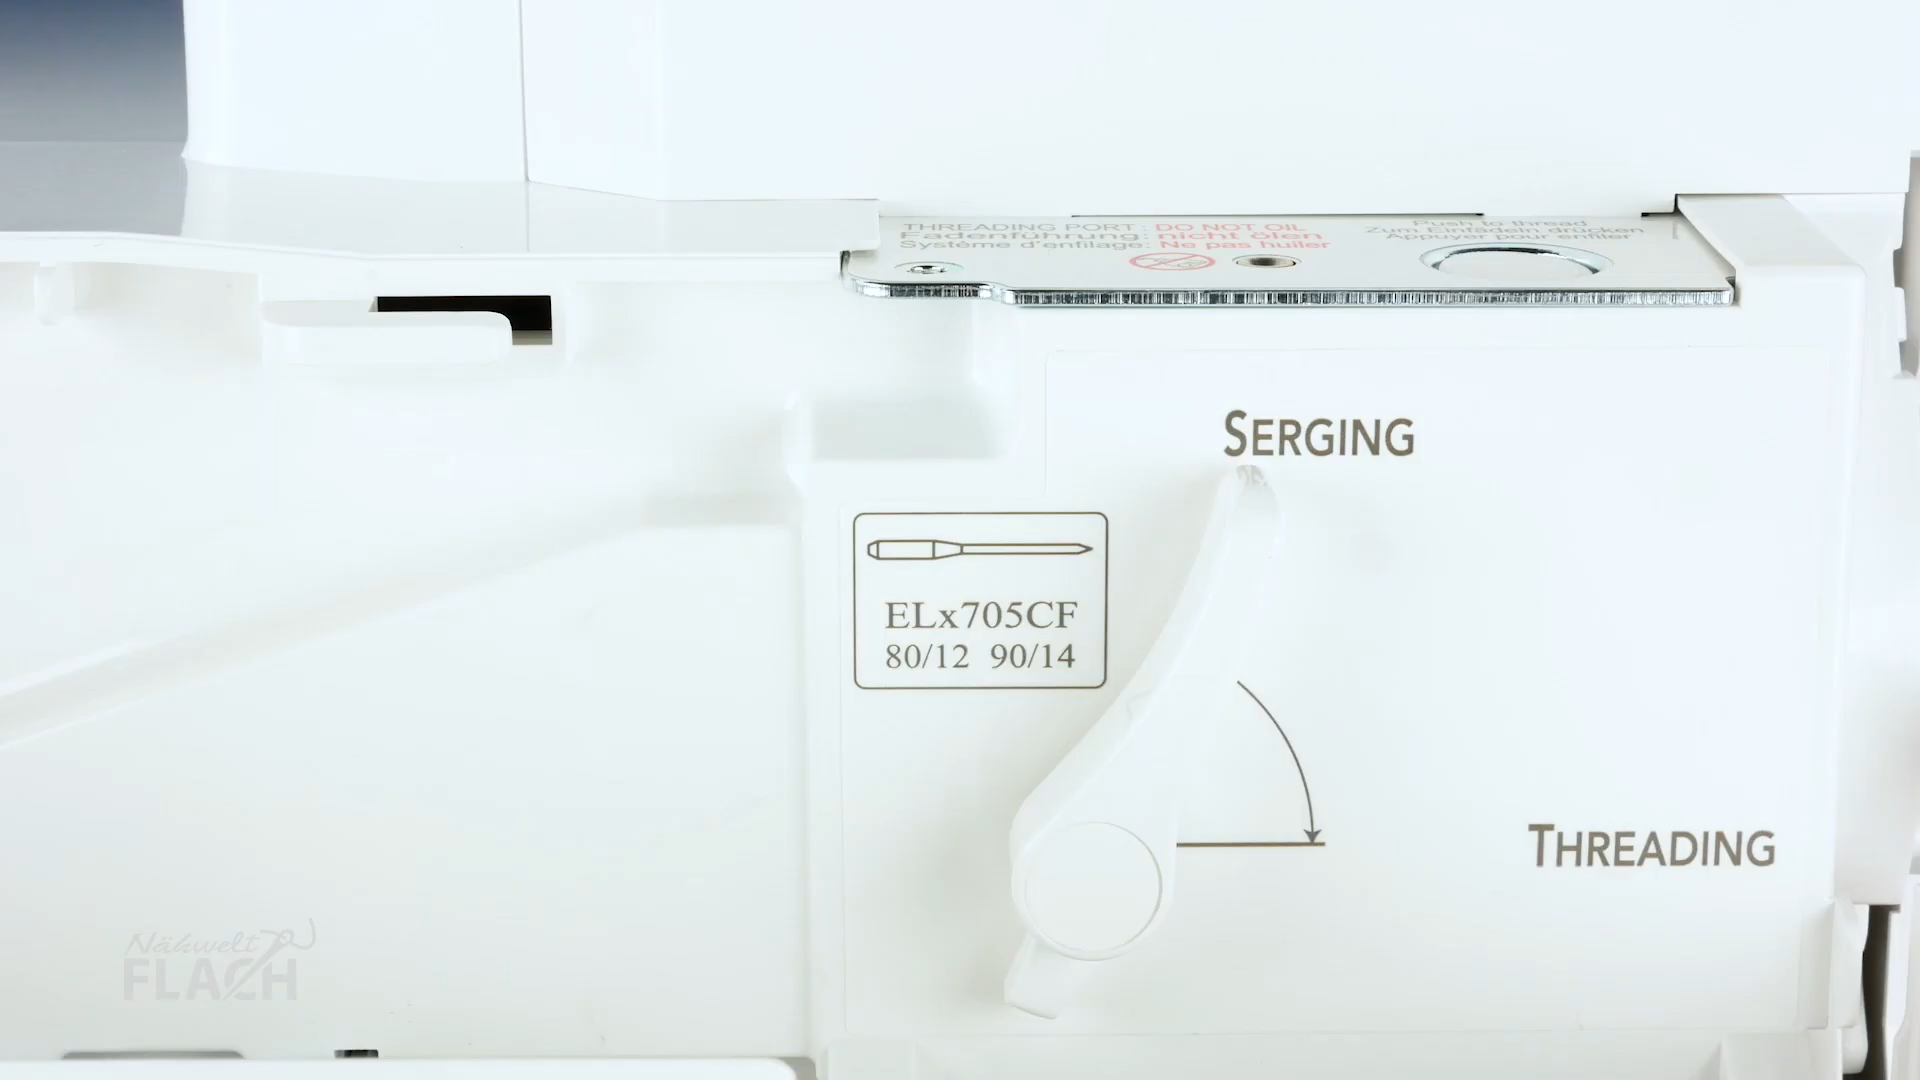 THREADING PORT : DO NOT OIL
Fadenführung: nicht ölen
Système d'enfilage: Ne pas huiler
Push to thread
Zum Einfädeln drücken
Appuyer pour enfiler
SERGING
ELx705CF
80/12 90/14
THREADING
Nähwelt
FLACH